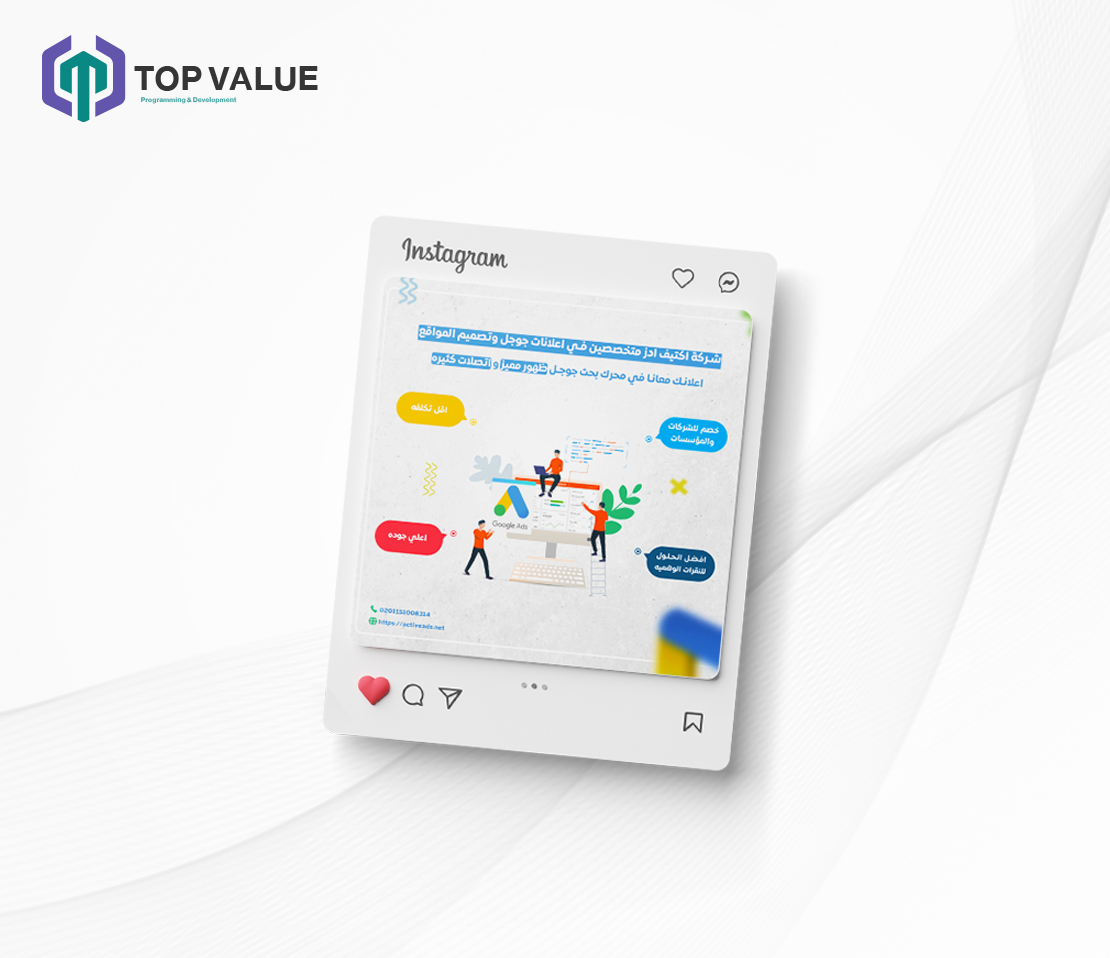 TOP VALUE
Programming & Development
Instagram
شركة اكتيف ادز متخصصين في اعلانات جوجل وتصميم المواقع
اعلانك معانا في محرك بحث جوجل ظهور مميز و اتصلات كتيره
اقل تكلفه
خصم للشركات
والمؤسسات
Google Ads
اعلي جوده
افضل الحلول
للنقرات الوهميه
0201151008314
https://activeads.net